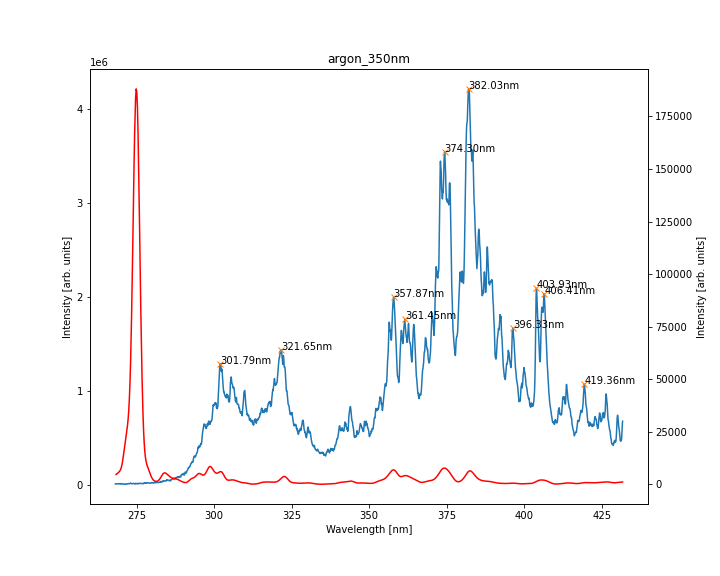 argon_350nm
1e6
382.03nm
4
175000
374.30nm
150000
3
125000
403.93nm
406.41nm
100000
357.87nm
2
361.45nm
396.33nm
75000
321.65nm
301.79nm
419.36nm
50000
1
25000
0
0
275
300
325
350
375
400
425
Wavelength [nm]
Intensity [arb. units]
Intensity [arb. units]